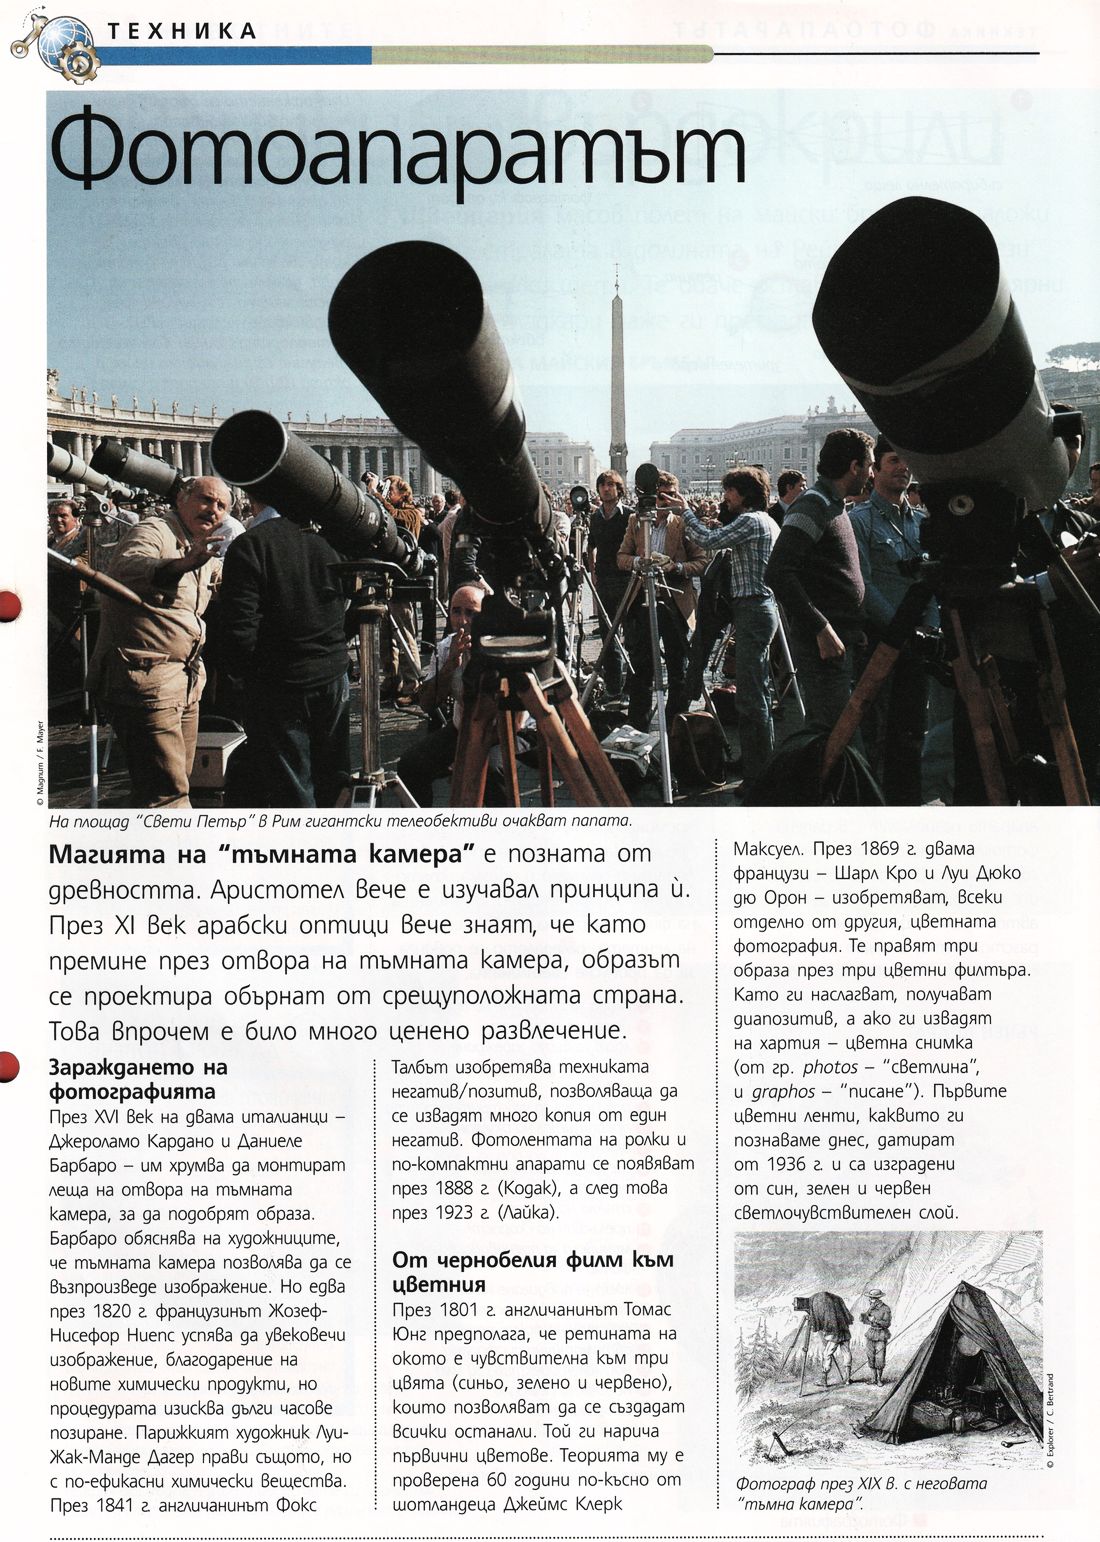 ТЕХНИКА
Фотоапаратът
© Magnum / F. Mayer
На площад “Свети Петър” в Рим гигантски телеобективи очакват папата.
Магията на “тъмната камера” е позната от
древността. Аристотел вече е изучавал принципа ѝ.
През XI век арабски оптици вече знаят, че като
премине през отвора на тъмната камера, образът
се проектира обърнат от срещуположната страна.
Това впрочем е било много ценено развлечение.
Зараждането на
фотографията
През XVI век на двама италианци –
Джероламо Кардано и Даниеле
Барбаро – им хрумва да монтират
леща на отвора на тъмната
камера, за да подобрят образа.
Барбаро обяснява на художниците,
че тъмната камера позволява да се
възпроизведе изображение. Но едва
през 1820 г. французинът Жозеф-
Нисефор Ниепс успява да увековечи
изображение, благодарение на
новите химически продукти, но
процедурата изисква дълги часове
позиране. Парижкият художник Луи-
Жак-Манде Дагер прави същото, но
с по-ефикасни химически вещества.
През 1841 г. англичанинът Фокс
Талбът изобретява техниката
негатив/позитив, позволяваща да
се извадят много копия от един
негатив. Фотолентата на ролки и
по-компактни апарати се появяват
през 1888 г. (Кодак), а след това
през 1923 г. (Лайка).
От чернобелия филм към
цветния
През 1801 г. англичанинът Томас
Юнг предполага, че ретината на
окото е чувствителна към три
цвята (синьо, зелено и червено),
които позволяват да се създадат
всички останали. Той ги нарича
първични цветове. Теорията му е
проверена 60 години по-късно от
шотландеца Джеймс Клерк
Максуел. През 1869 г. двама
французи – Шарл Кро и Луи Дюко
дю Орон – изобретяват, всеки
отделно от другия, цветната
фотография. Те правят три
образа през три цветни филтъра.
Като ги наслагват, получават
диапозитив, а ако ги извадят
на хартия – цветна снимка
(от гр. photos – “светлина”,
и graphos – “писане”). Първите
цветни ленти, каквито ги
познаваме днес, датират
от 1936 г. и са изградени
от син, зелен и червен
светлочувствителен слой.
© Explorer / C. Bertrand
Фотограф през XIX в. с неговата
“тъмна камера”.